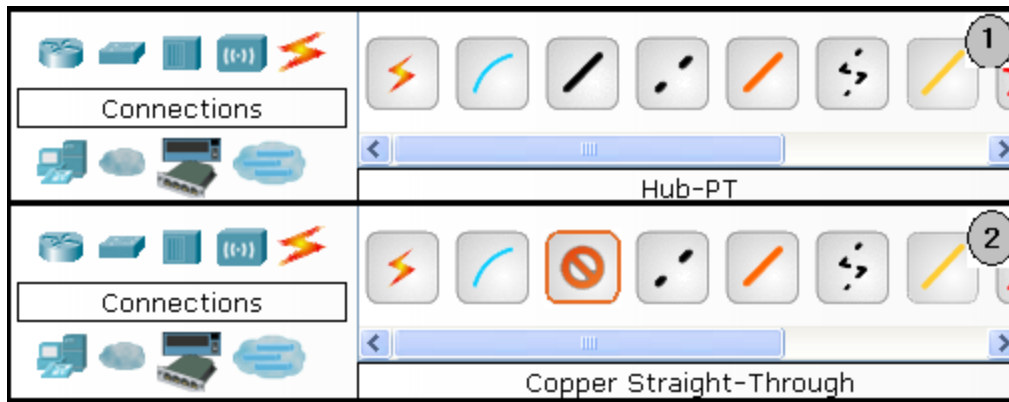 1
Connections
Hub-PT
2
Connections
Copper Straight-Through